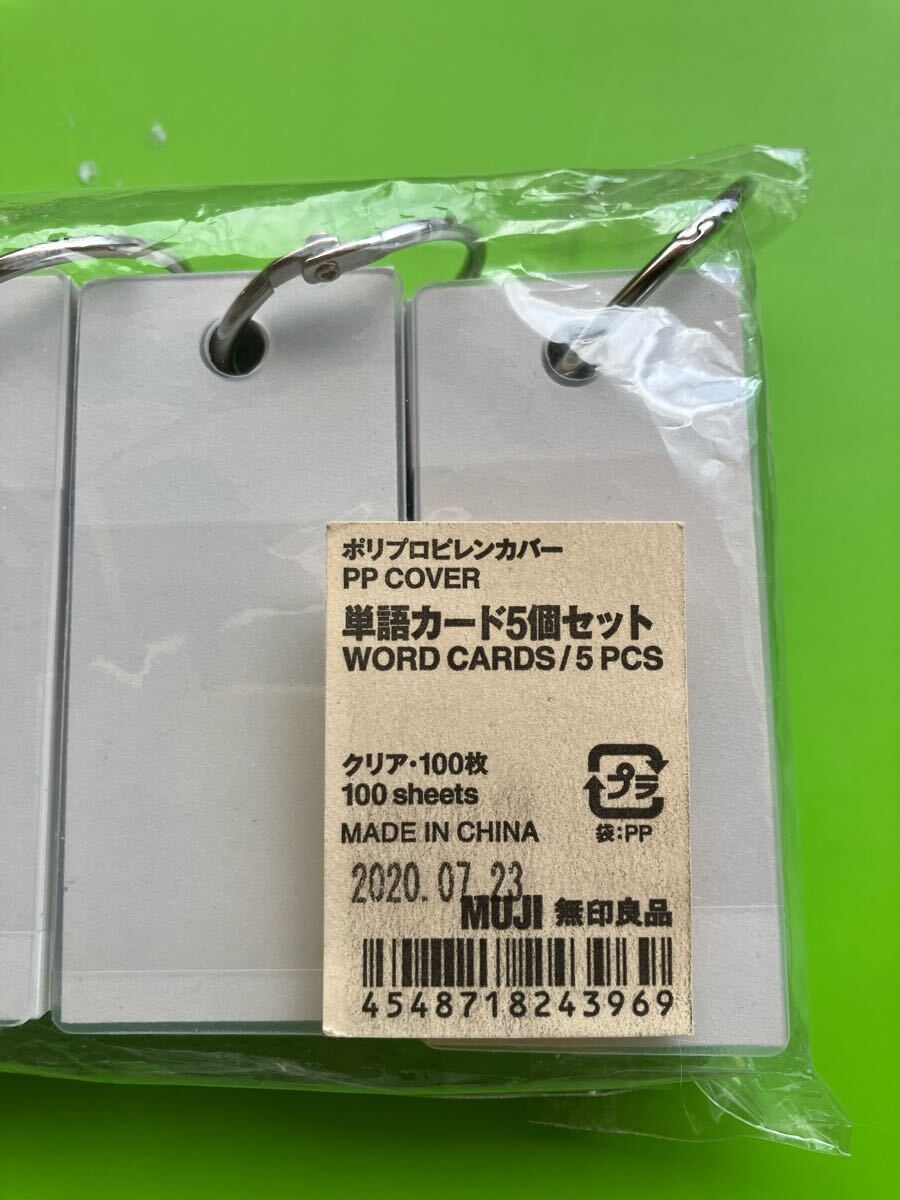 ポリプロピレンカバー
PP COVER
単語カード5個セット
WORD CARDS/5 PCS
クリア・100枚
100 sheets
プラ
MADE IN CHINA
袋:PP
2020.07.23
MUJI 無印良品
4548718243969